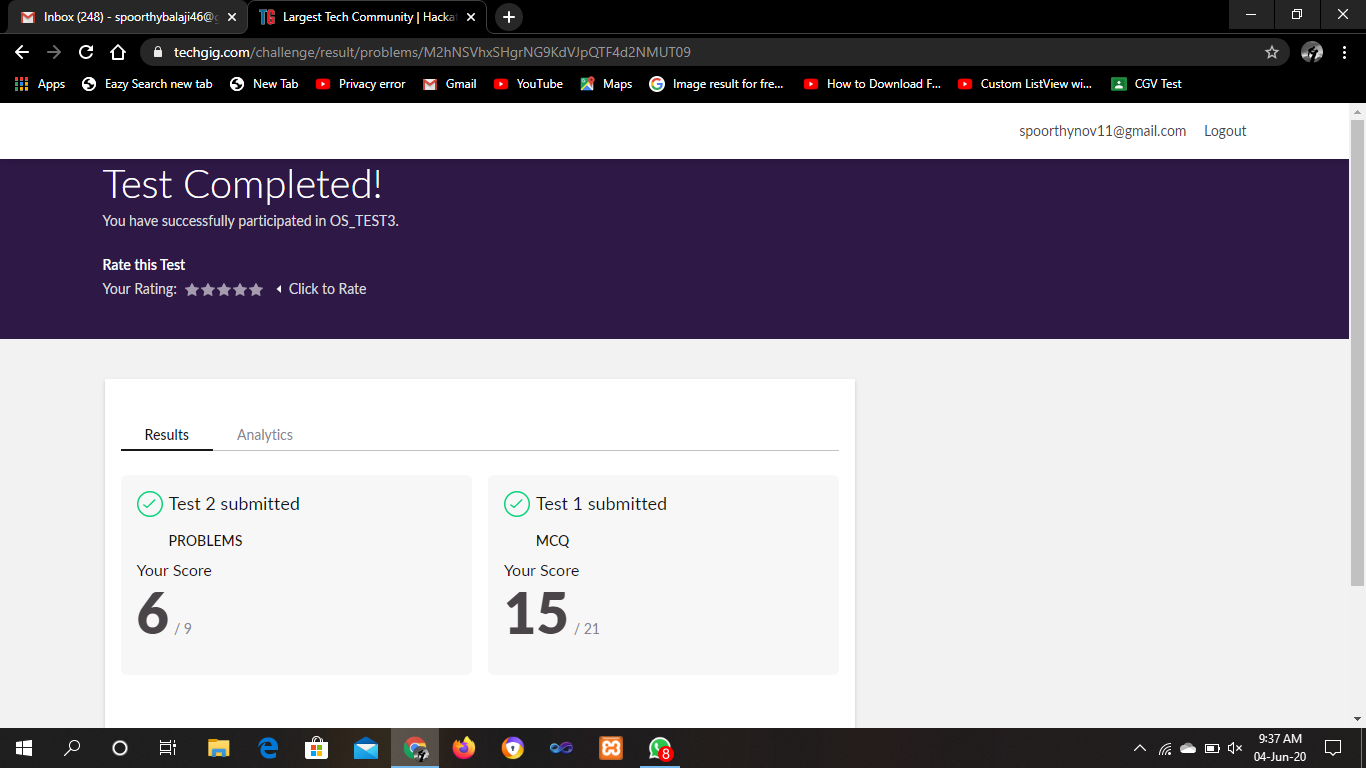 Inbox (248) - spoorthybalaji46@g
Largest Tech Community | Hacka
techgig.com/challenge/result/problems/M2hNSVhxSHgrNG9KdVJpQTF4d2NMUT09
Apps Eazy Search new tab New Tab Privacy error Gmail YouTube Maps Image result for fre... How to Download F... Custom ListView wi... CGV Test
spoorthynov11@gmail.com Logout
Test Completed!
You have successfully participated in OS_TEST3.
Rate this Test
Your Rating: Click to Rate
Results Analytics
Test 2 submitted
PROBLEMS
Your Score
6 / 9
Test 1 submitted
MCQ
Your Score
15 / 21
8
9:37 AM
04-Jun-20